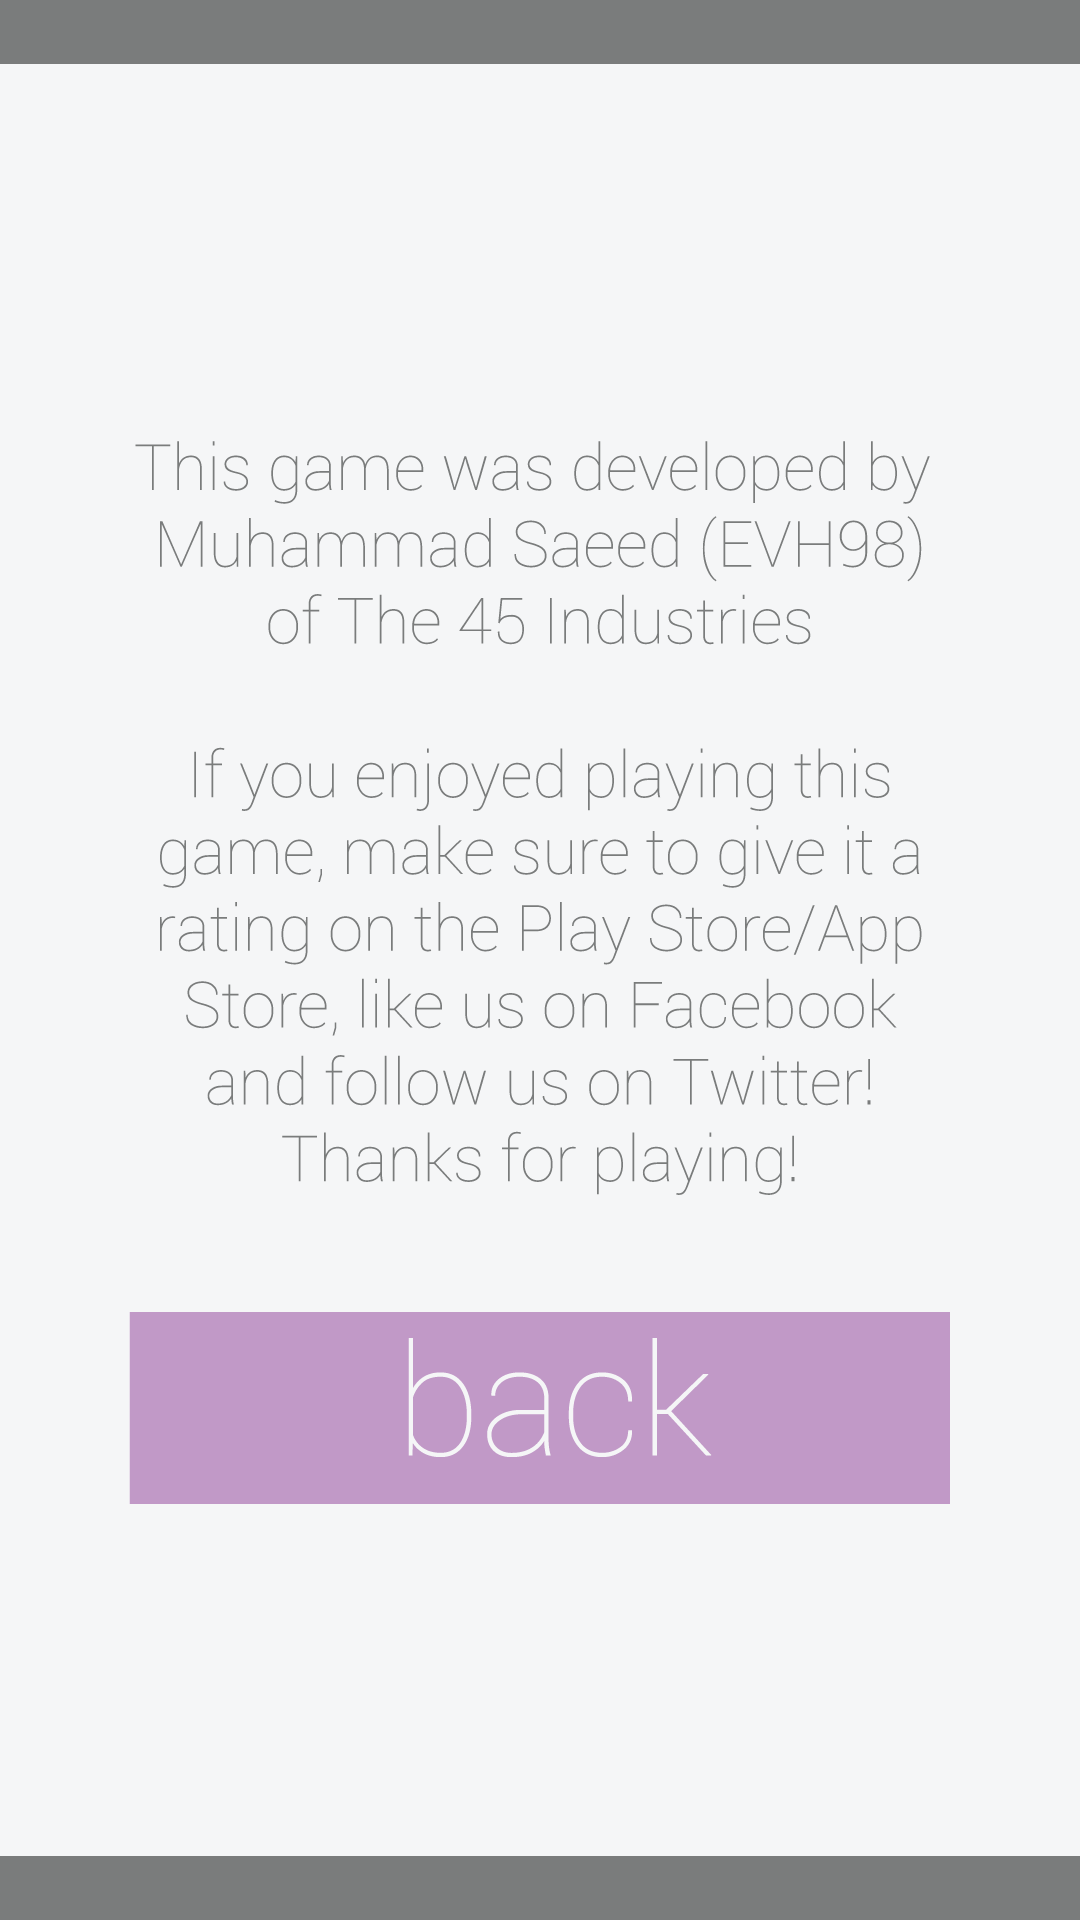 This game was developed by
Muhammad Saeed (EVH98)
of The 45 Industries
If you enjoyed playing this
game, make sure to give it a
rating on the Play Store/App
Store, like us on Facebook
and follow us on Twitter!
Thanks for playing!
back